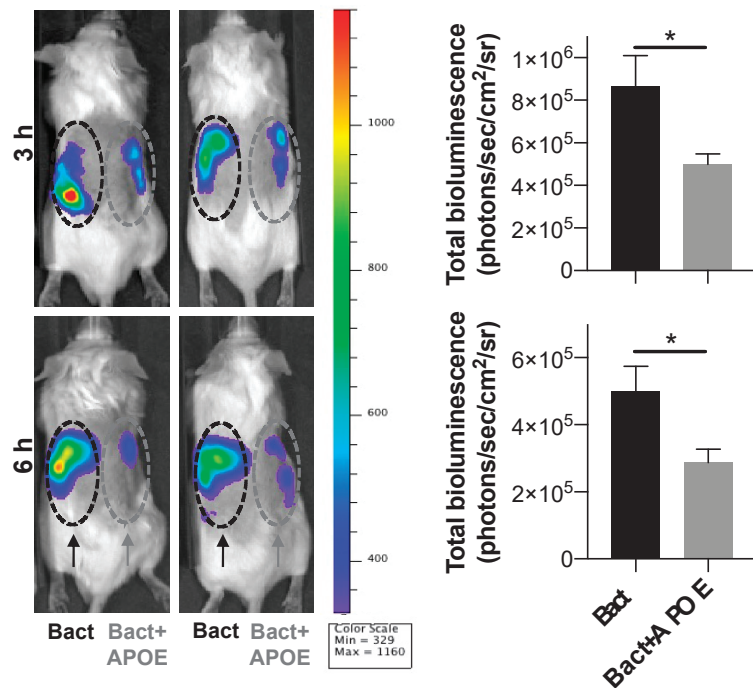 3 h
6 h
Bact
Bact+
APOE
Bact
Bact+
APOE
1000
800
600
400
Color Scale
Min = 329
Max = 1160
Total bioluminescence
(photons/sec/cm²/sr)
1×10⁶
8×10⁵
6×10⁵
4×10⁵
2×10⁵
0
*
Total bioluminescence
(photons/sec/cm²/sr)
6×10⁵
4×10⁵
2×10⁵
0
*
Bact
Bact+A PO E